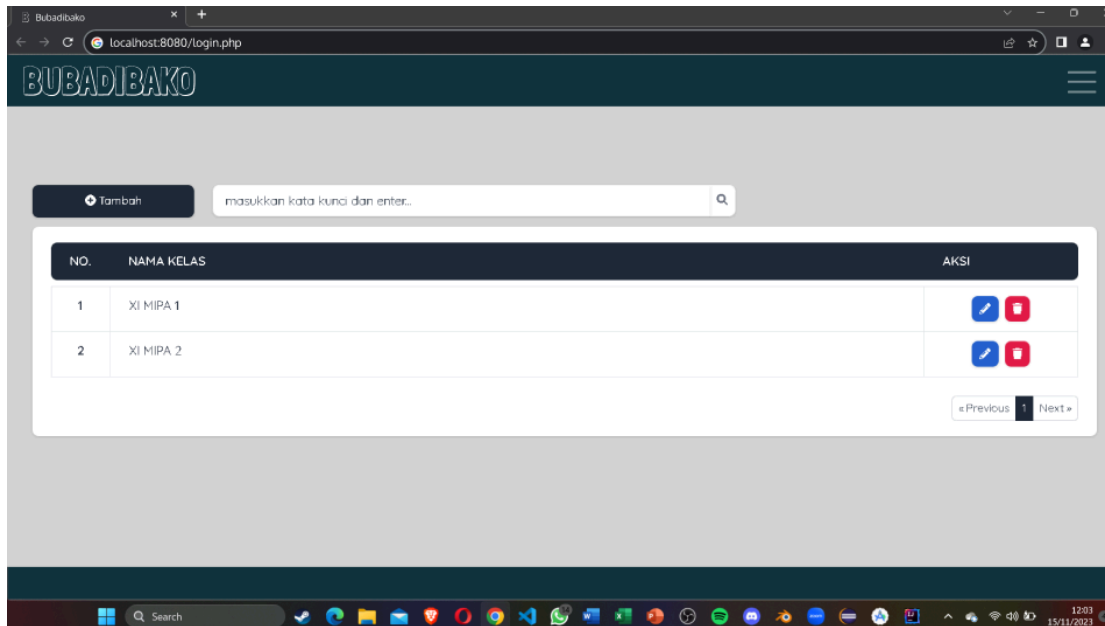 Bubadibako
localhost:8080/login.php
BUBADIBAKO
Tambah
masukkan kata kunci dan enter...
NO. NAMA KELAS AKSI
1 XI MIPA 1
2 XI MIPA 2
« Previous 1 Next »
Search
12:03
15/11/2023